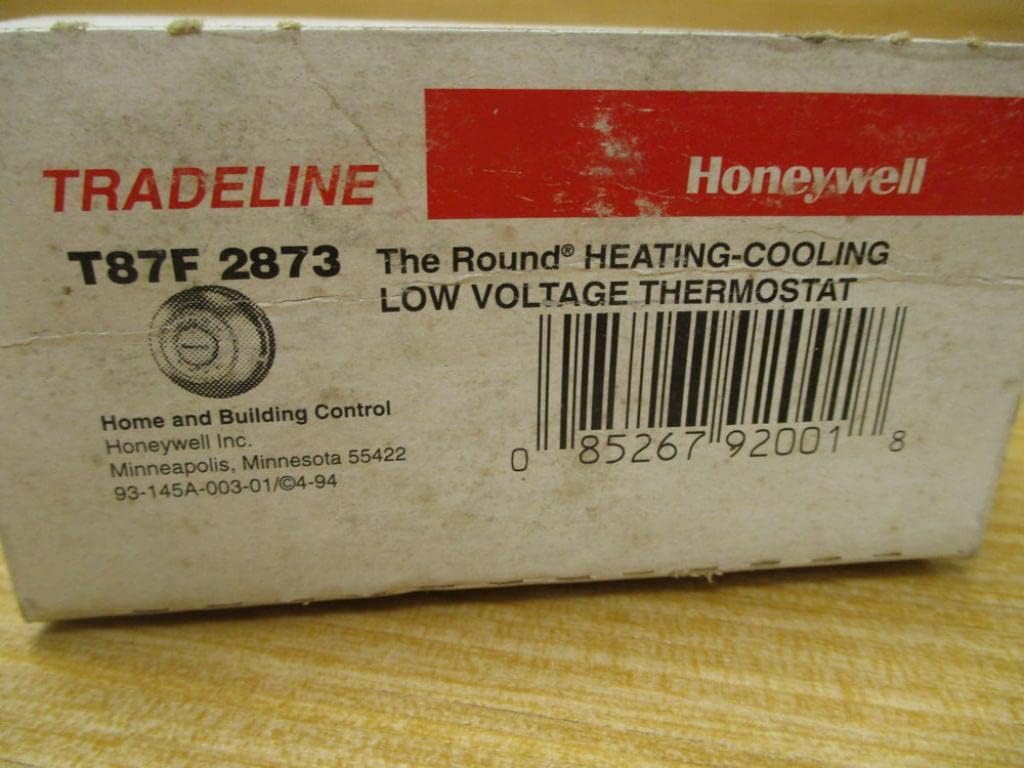 TRADELINE
Honeywell
T87F 2873
The Round® HEATING-COOLING
LOW VOLTAGE THERMOSTAT
Home and Building Control
Honeywell Inc.
Minneapolis, Minnesota 55422
93-145A-003-01/©4-94
0 85267 92001 8